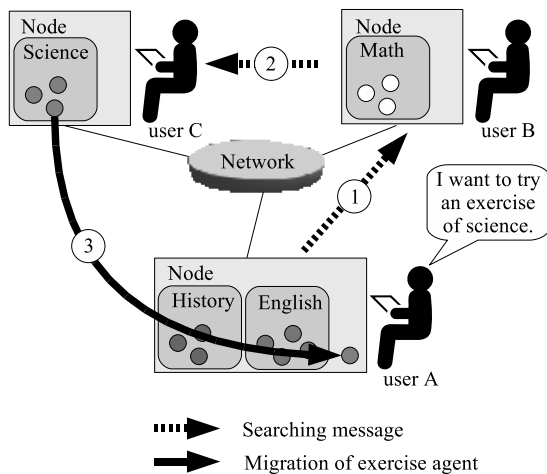 Node
Science
user C
2
Node
Math
user B
Network
1
I want to try
an exercise
of science.
3
Node
History
English
user A
Searching message
Migration of exercise agent